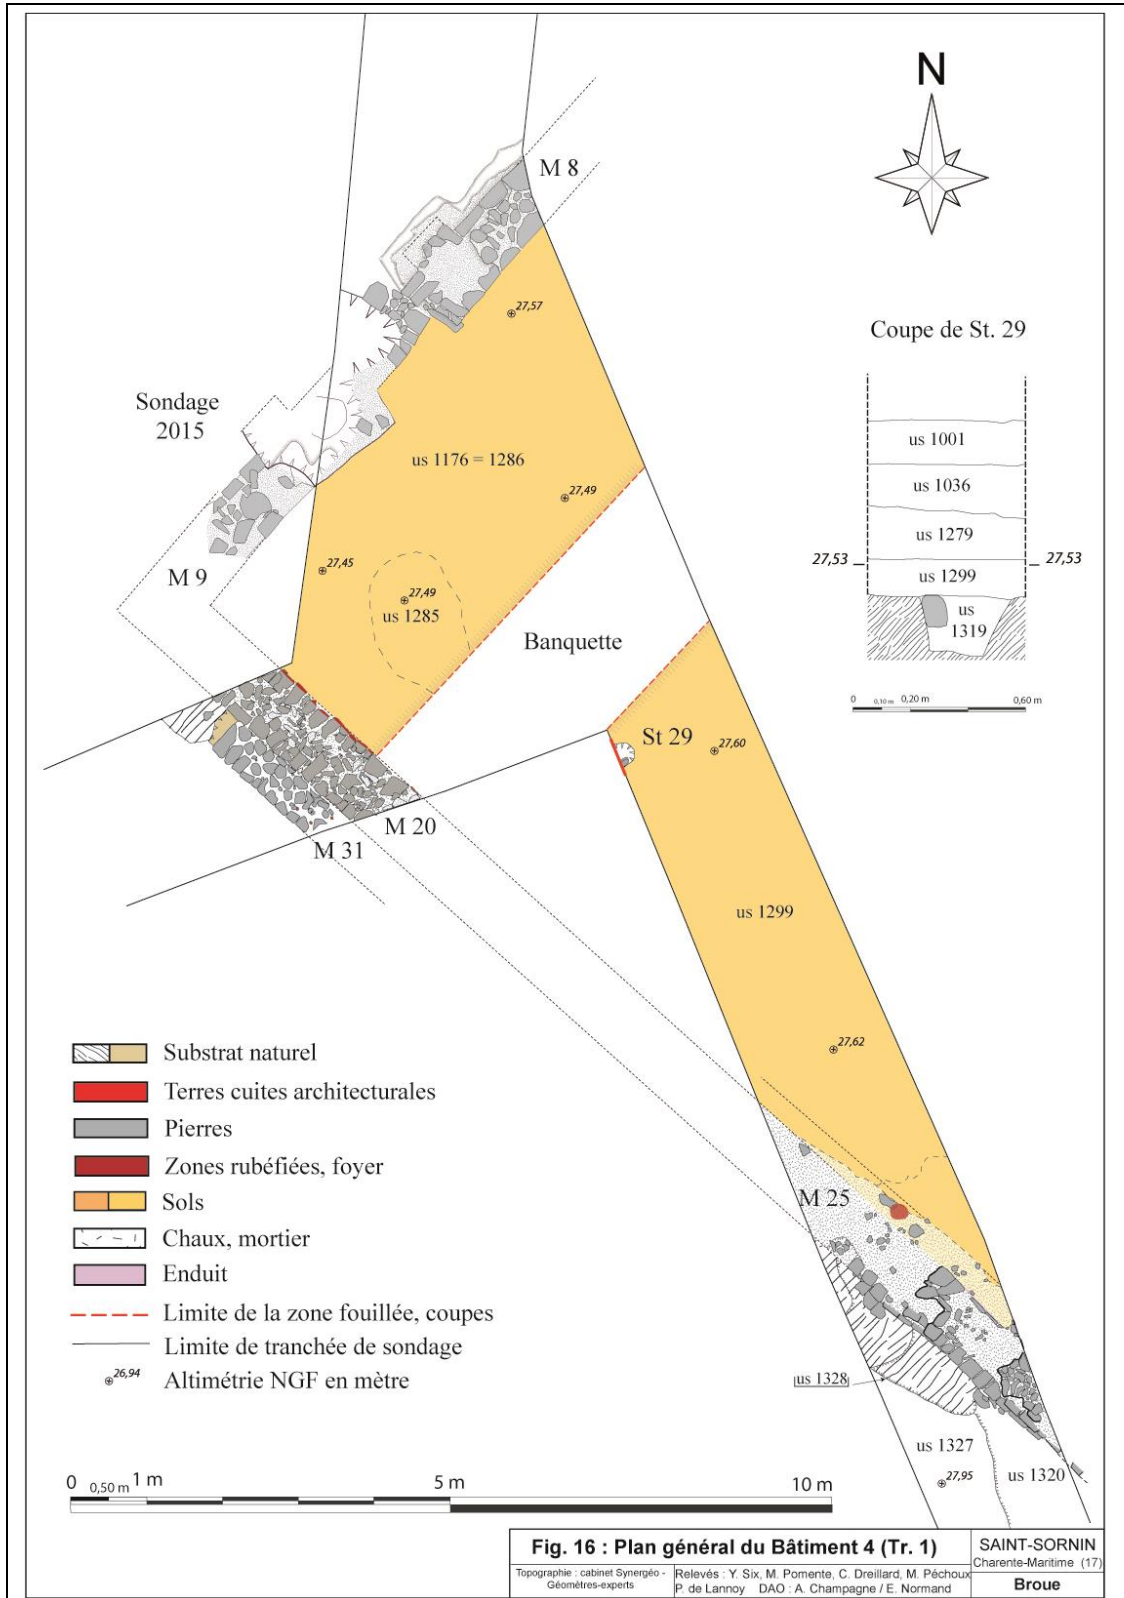 N
M 8
27,57
Coupe de St. 29
Sondage
2015
us 1001
us 1176 = 1286
us 1036
27,49
us 1279
27,53
27,53
27,45
us 1299
M 9
27,49
us 1285
us
1319
Banquette
0 0,10 m 0,20 m 0,60 m
St 29
27,60
M 20
M 31
us 1299
27,62
Substrat naturel
Terres cuites architecturales
Pierres
Zones rubéfiées, foyer
Sols
M 25
Chaux, mortier
Enduit
Limite de la zone fouillée, coupes
Limite de tranchée de sondage
26,94
Altimétrie NGF en mètre
us 1328
us 1327
us 1320
27,95
0 0,50 m 1 m 5 m 10 m
Fig. 16 : Plan général du Bâtiment 4 (Tr. 1)
SAINT-SORNIN
Charente-Maritime (17)
Topographie : cabinet Synergéo -
Géomètres-experts
Relevés : Y. Six, M. Pomente, C. Dreillard, M. Péchoux
P. de Lannoy DAO : A. Champagne / E. Normand
Broue